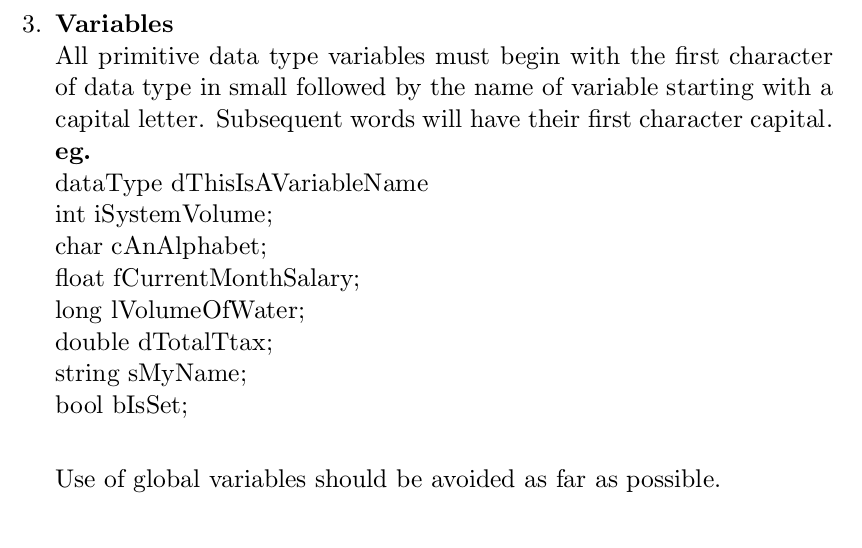 3. Variables
All primitive data type variables must begin with the first character
of data type in small followed by the name of variable starting with a
capital letter. Subsequent words will have their first character capital.
eg.
dataType dThisIsAVariableName
int iSystemVolume;
char cAnAlphabet;
float fCurrentMonthSalary;
long lVolumeOfWater;
double dTotalTtax;
string sMyName;
bool bIsSet;
Use of global variables should be avoided as far as possible.